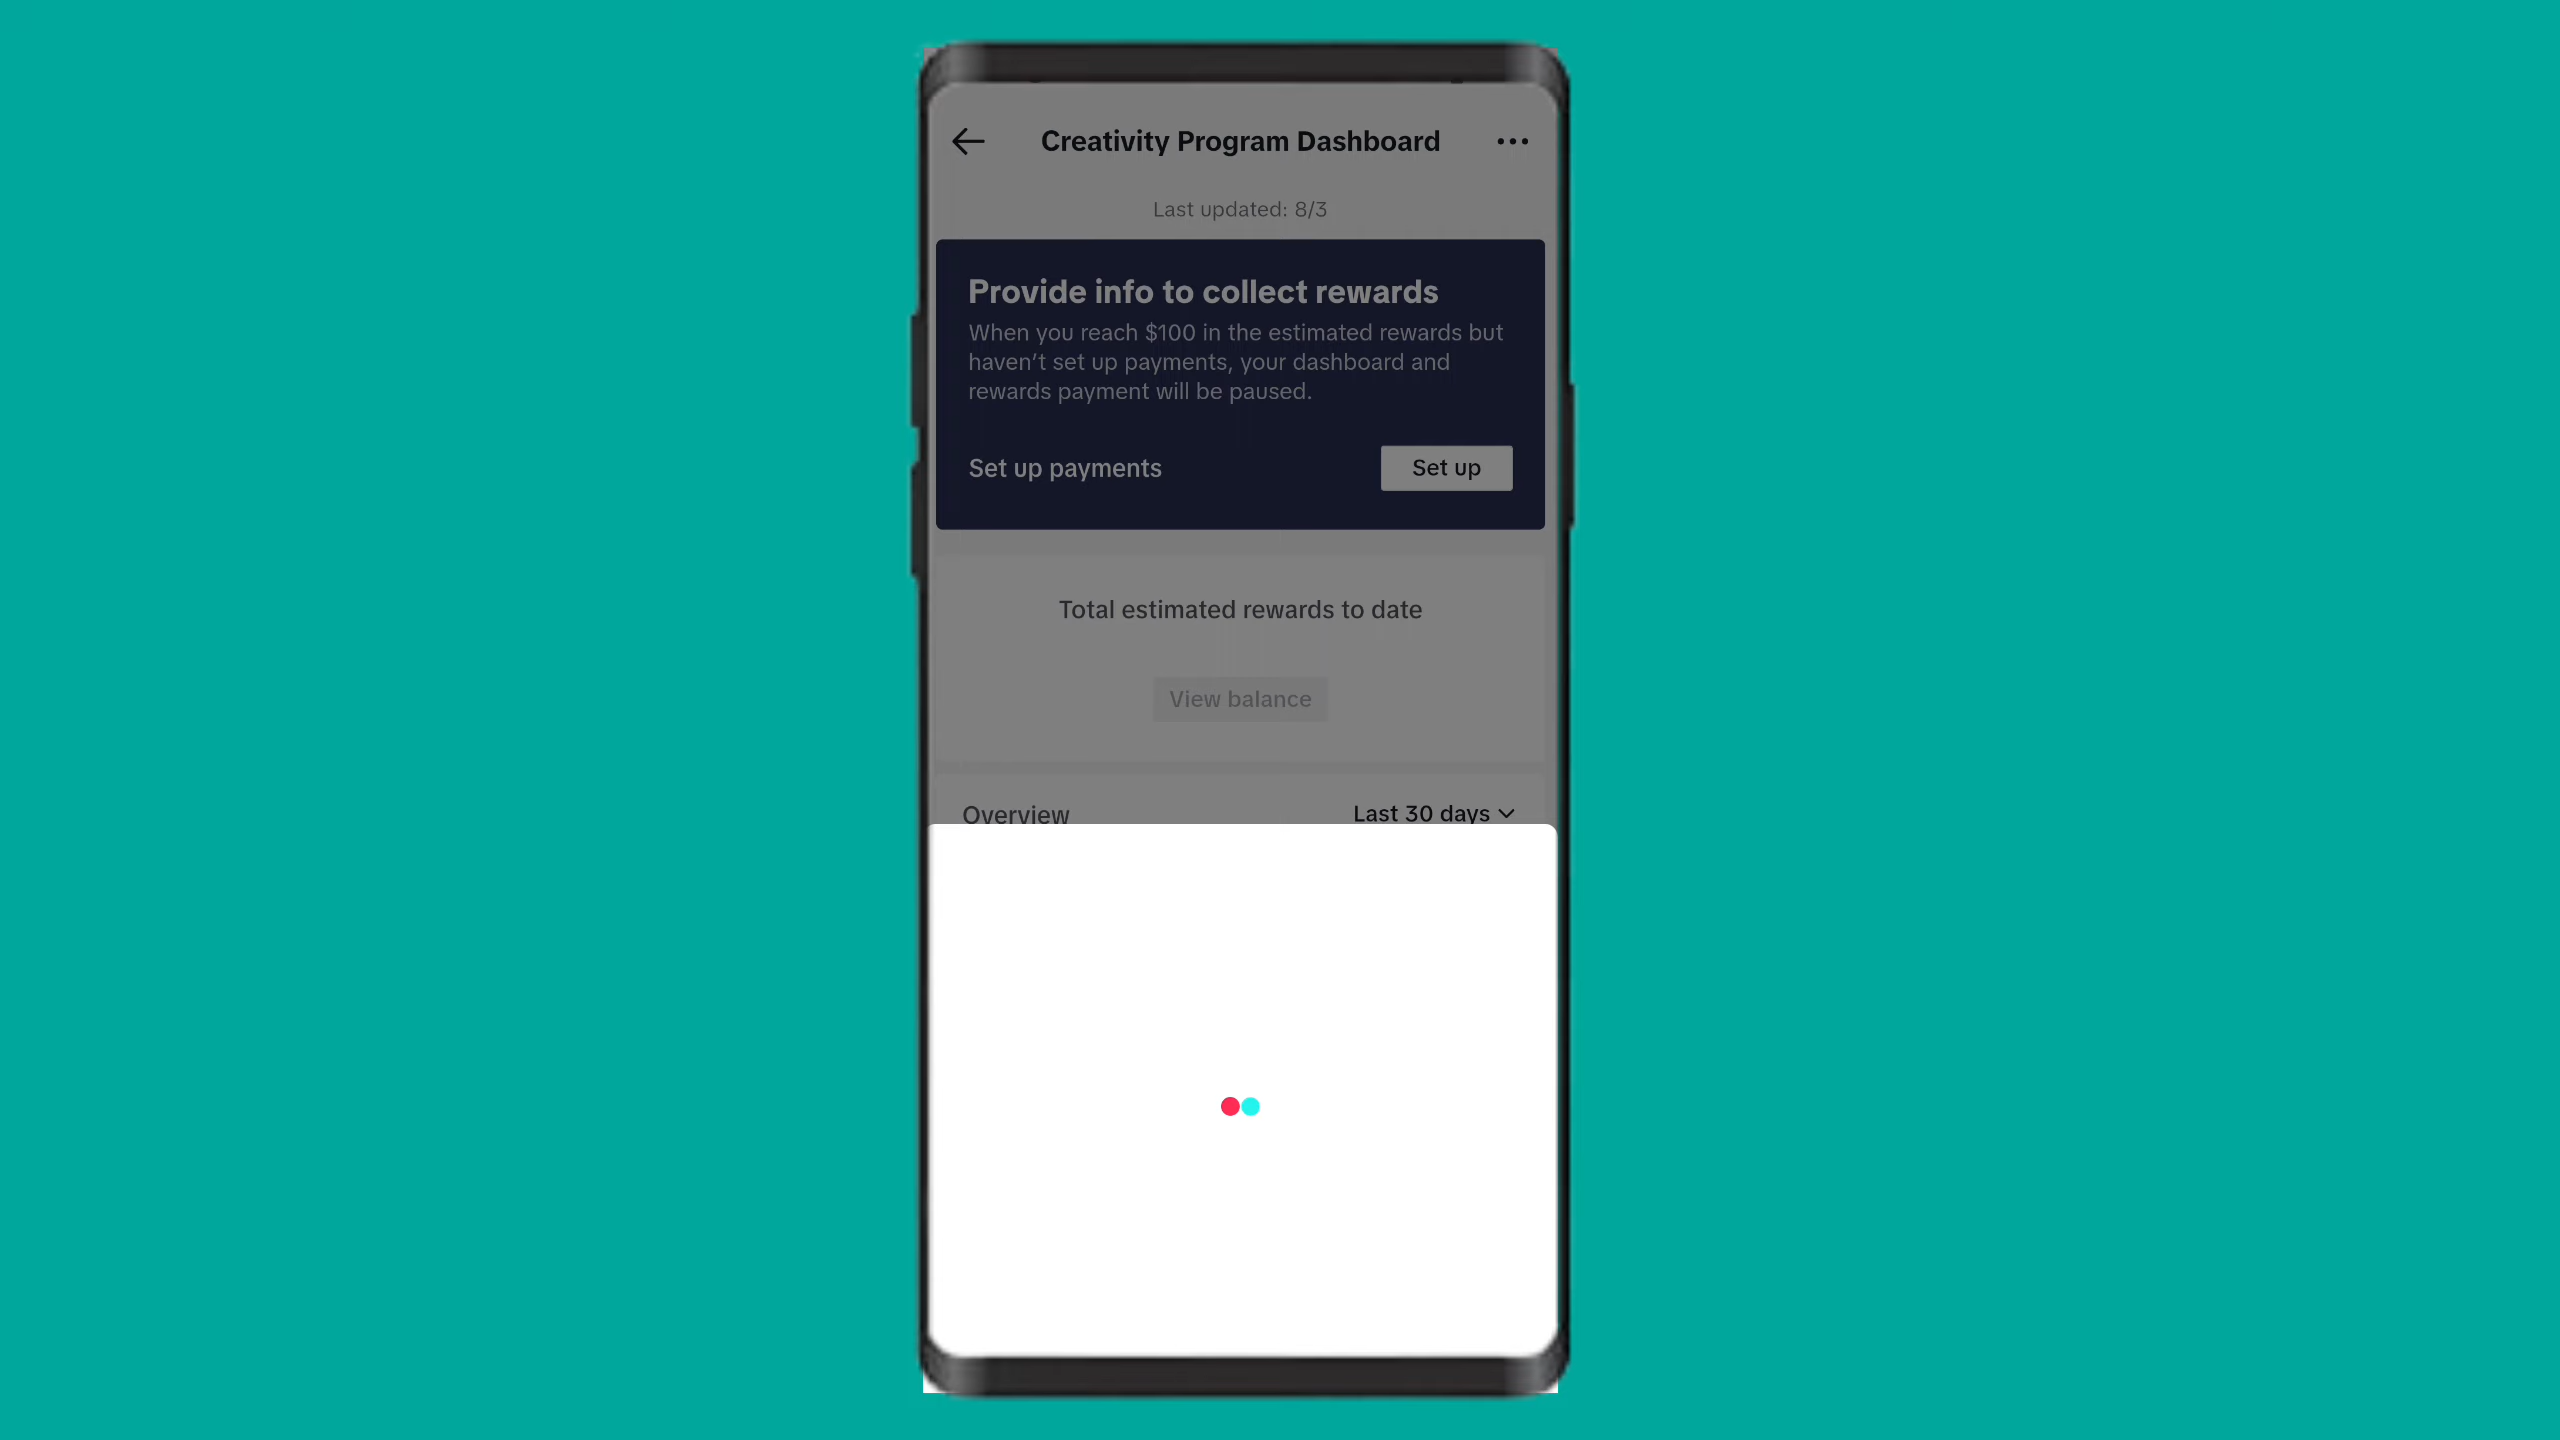 Creativity Program Dashboard
Last updated: 8/3
Provide info to collect rewards
When you reach $100 in the estimated rewards but
haven’t set up payments, your dashboard and
rewards payment will be paused.
Set up payments
Set up
Total estimated rewards to date
View balance
Overview
Last 30 days